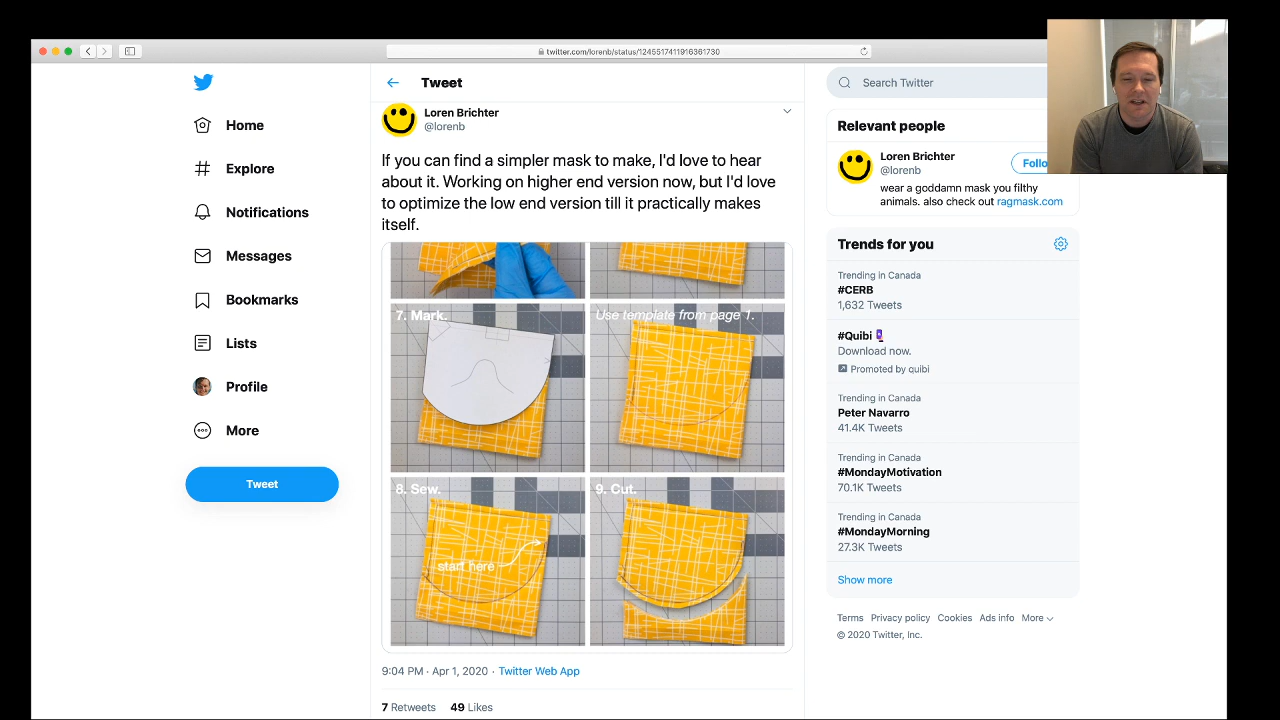 twitter.com/lorenb/status/1245517411916361730
Home
Explore
Notifications
Messages
Bookmarks
Lists
Profile
More
Tweet
Tweet
Loren Brichter
@lorenb
If you can find a simpler mask to make, I'd love to hear
about it. Working on higher end version now, but I'd love
to optimize the low end version till it practically makes
itself.
7. Mark.
Use template from page 1.
8. Sew.
start here
9. Cut.
9:04 PM · Apr 1, 2020 · Twitter Web App
7 Retweets 49 Likes
Search Twitter
Relevant people
Loren Brichter
@lorenb
Follo
wear a goddamn mask you filthy
animals. also check out ragmask.com
Trends for you
Trending in Canada
#CERB
1,632 Tweets
#Quibi
Download now.
Promoted by quibi
Trending in Canada
Peter Navarro
41.4K Tweets
Trending in Canada
#MondayMotivation
70.1K Tweets
Trending in Canada
#MondayMorning
27.3K Tweets
Show more
Terms Privacy policy Cookies Ads info More
© 2020 Twitter, Inc.